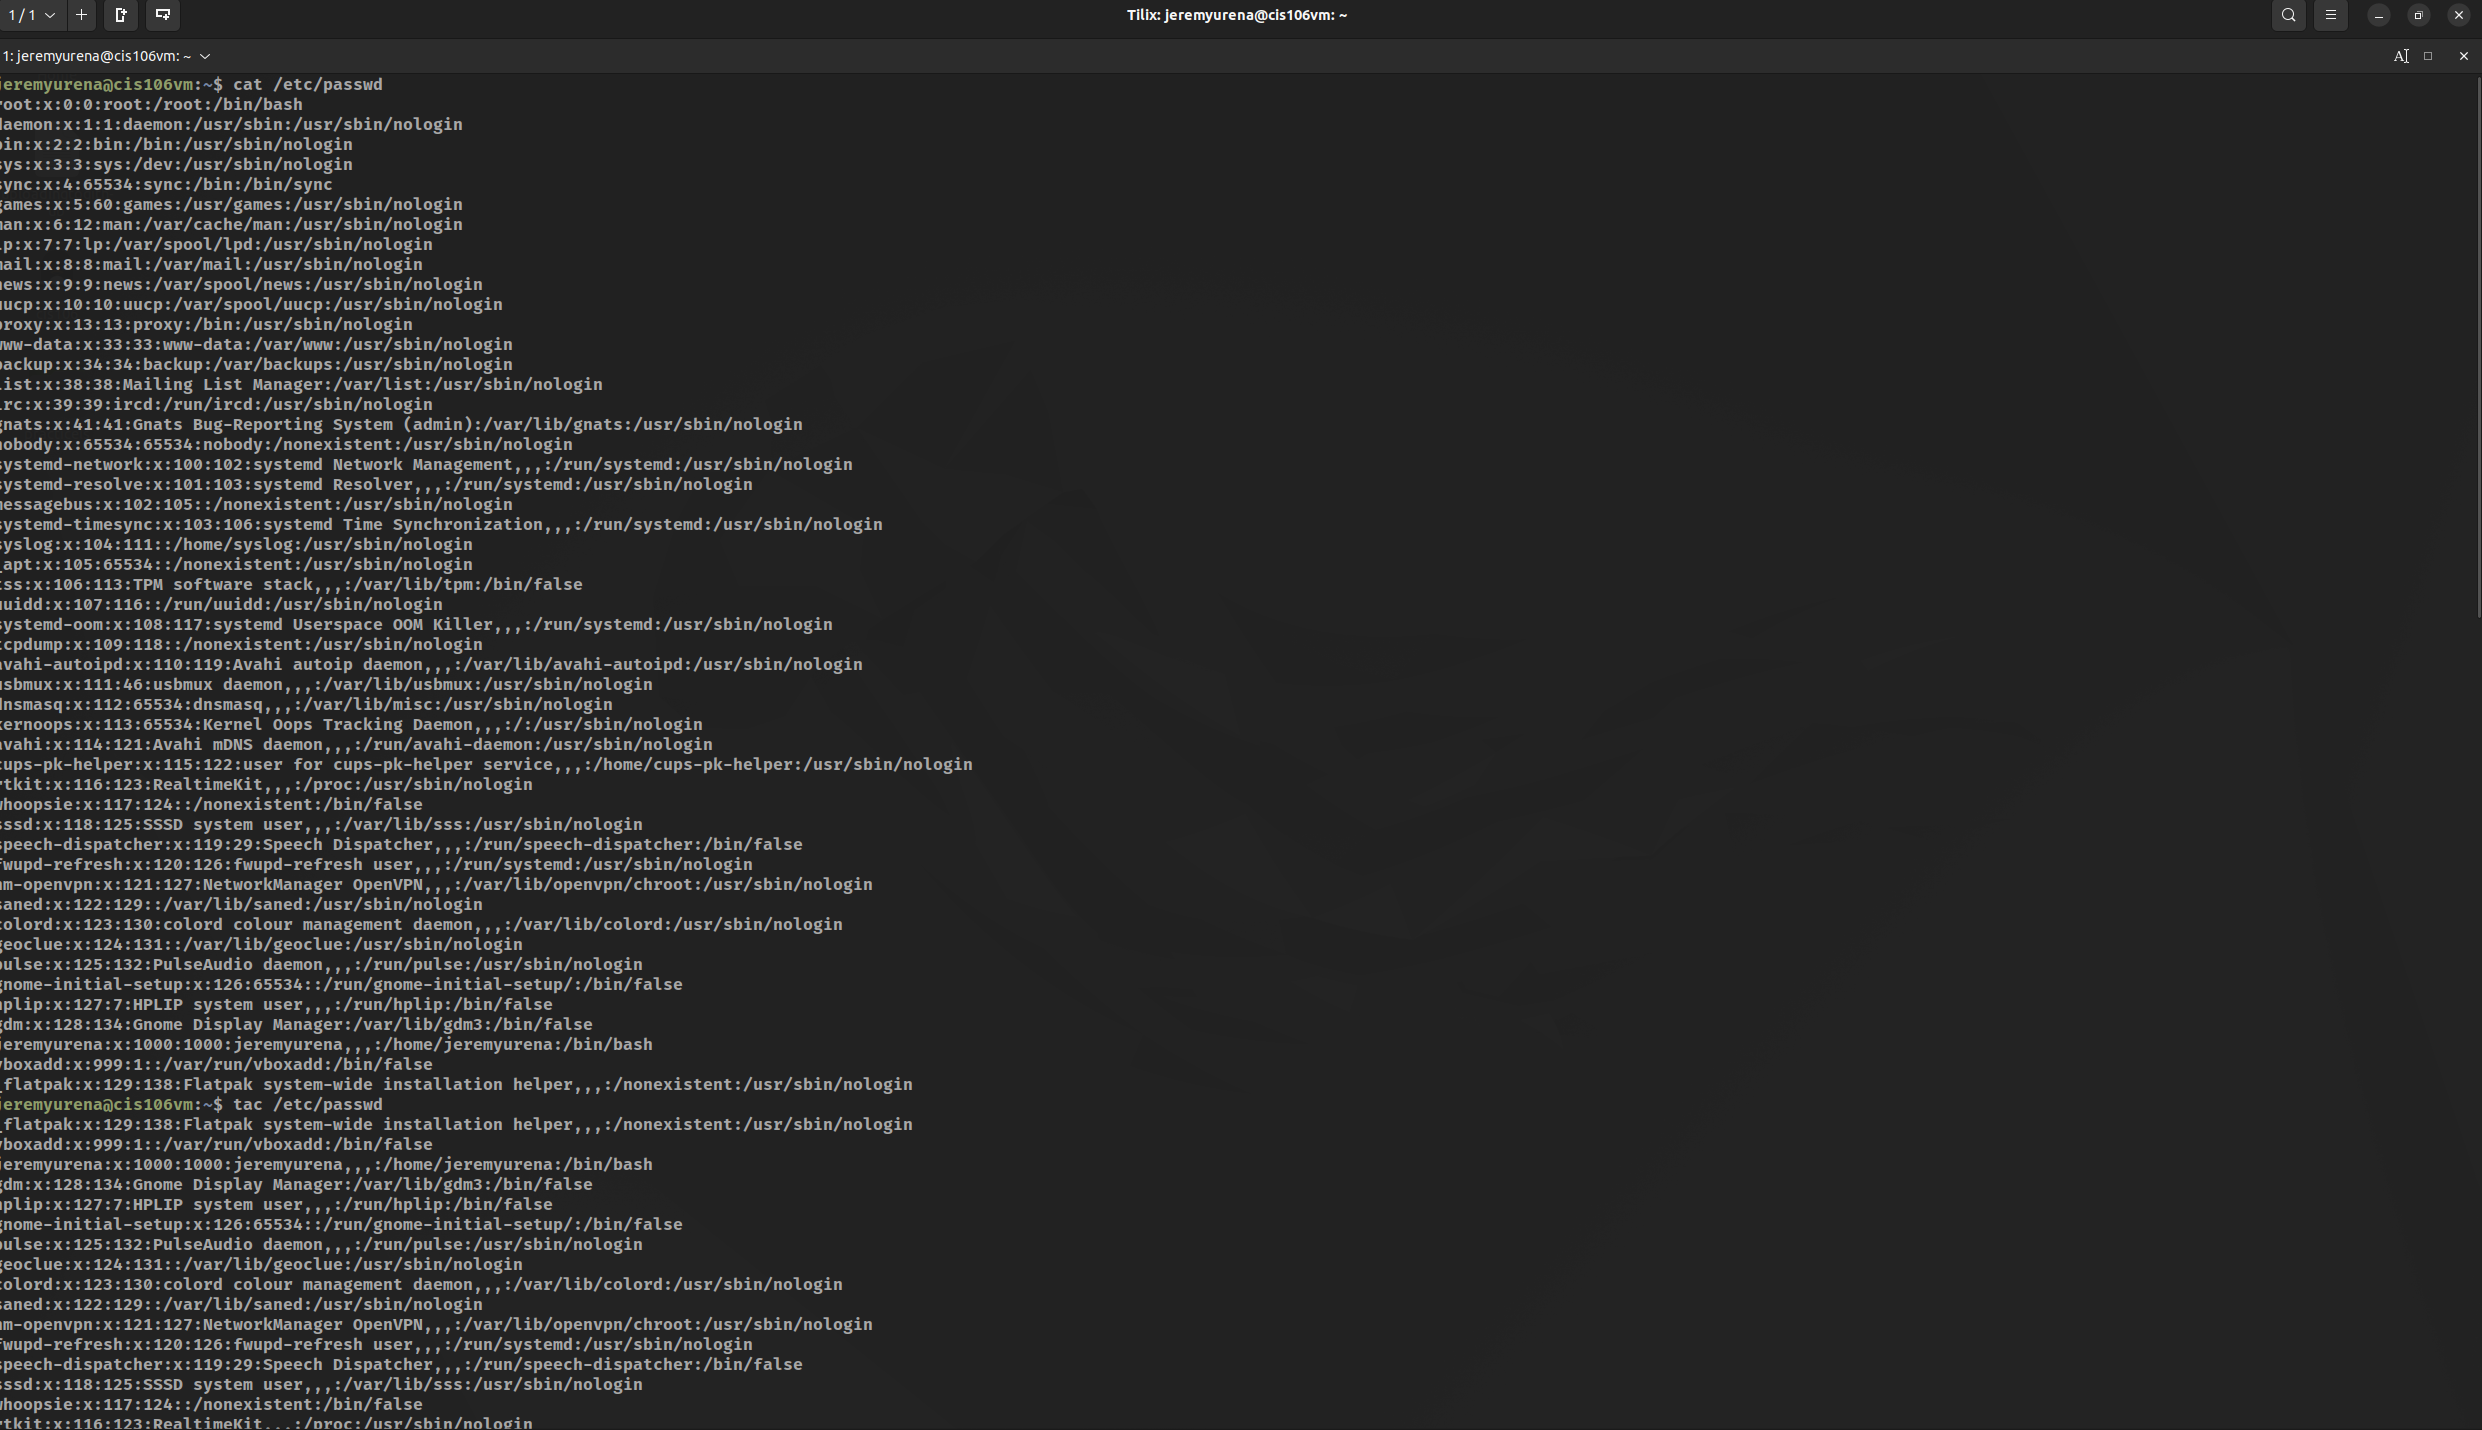 1 / 1
Tilix: jeremyurena@cis106vm: ~
1: jeremyurena@cis106vm: ~
jeremyurena@cis106vm:~$ cat /etc/passwd
root:x:0:0:root:/root:/bin/bash
daemon:x:1:1:daemon:/usr/sbin:/usr/sbin/nologin
bin:x:2:2:bin:/bin:/usr/sbin/nologin
sys:x:3:3:sys:/dev:/usr/sbin/nologin
sync:x:4:65534:sync:/bin:/bin/sync
games:x:5:60:games:/usr/games:/usr/sbin/nologin
man:x:6:12:man:/var/cache/man:/usr/sbin/nologin
lp:x:7:7:lp:/var/spool/lpd:/usr/sbin/nologin
mail:x:8:8:mail:/var/mail:/usr/sbin/nologin
news:x:9:9:news:/var/spool/news:/usr/sbin/nologin
uucp:x:10:10:uucp:/var/spool/uucp:/usr/sbin/nologin
proxy:x:13:13:proxy:/bin:/usr/sbin/nologin
www-data:x:33:33:www-data:/var/www:/usr/sbin/nologin
backup:x:34:34:backup:/var/backups:/usr/sbin/nologin
list:x:38:38:Mailing List Manager:/var/list:/usr/sbin/nologin
irc:x:39:39:ircd:/run/ircd:/usr/sbin/nologin
gnats:x:41:41:Gnats Bug-Reporting System (admin):/var/lib/gnats:/usr/sbin/nologin
nobody:x:65534:65534:nobody:/nonexistent:/usr/sbin/nologin
systemd-network:x:100:102:systemd Network Management,,,:/run/systemd:/usr/sbin/nologin
systemd-resolve:x:101:103:systemd Resolver,,,:/run/systemd:/usr/sbin/nologin
messagebus:x:102:105::/nonexistent:/usr/sbin/nologin
systemd-timesync:x:103:106:systemd Time Synchronization,,,:/run/systemd:/usr/sbin/nologin
syslog:x:104:111::/home/syslog:/usr/sbin/nologin
_apt:x:105:65534::/nonexistent:/usr/sbin/nologin
tss:x:106:113:TPM software stack,,,:/var/lib/tpm:/bin/false
uuidd:x:107:116::/run/uuidd:/usr/sbin/nologin
systemd-oom:x:108:117:systemd Userspace OOM Killer,,,:/run/systemd:/usr/sbin/nologin
tcpdump:x:109:118::/nonexistent:/usr/sbin/nologin
avahi-autoipd:x:110:119:Avahi autoip daemon,,,:/var/lib/avahi-autoipd:/usr/sbin/nologin
usbmux:x:111:46:usbmux daemon,,,:/var/lib/usbmux:/usr/sbin/nologin
dnsmasq:x:112:65534:dnsmasq,,,:/var/lib/misc:/usr/sbin/nologin
kernoops:x:113:65534:Kernel Oops Tracking Daemon,,,:/:/usr/sbin/nologin
avahi:x:114:121:Avahi mDNS daemon,,,:/run/avahi-daemon:/usr/sbin/nologin
cups-pk-helper:x:115:122:user for cups-pk-helper service,,,:/home/cups-pk-helper:/usr/sbin/nologin
rtkit:x:116:123:RealtimeKit,,,:/proc:/usr/sbin/nologin
whoopsie:x:117:124::/nonexistent:/bin/false
sssd:x:118:125:SSSD system user,,,:/var/lib/sss:/usr/sbin/nologin
speech-dispatcher:x:119:29:Speech Dispatcher,,,:/run/speech-dispatcher:/bin/false
fwupd-refresh:x:120:126:fwupd-refresh user,,,:/run/systemd:/usr/sbin/nologin
nm-openvpn:x:121:127:NetworkManager OpenVPN,,,:/var/lib/openvpn/chroot:/usr/sbin/nologin
saned:x:122:129::/var/lib/saned:/usr/sbin/nologin
colord:x:123:130:colord colour management daemon,,,:/var/lib/colord:/usr/sbin/nologin
geoclue:x:124:131::/var/lib/geoclue:/usr/sbin/nologin
pulse:x:125:132:PulseAudio daemon,,,:/run/pulse:/usr/sbin/nologin
gnome-initial-setup:x:126:65534::/run/gnome-initial-setup/:/bin/false
hplip:x:127:7:HPLIP system user,,,:/run/hplip:/bin/false
gdm:x:128:134:Gnome Display Manager:/var/lib/gdm3:/bin/false
jeremyurena:x:1000:1000:jeremyurena,,,:/home/jeremyurena:/bin/bash
vboxadd:x:999:1::/var/run/vboxadd:/bin/false
_flatpak:x:129:138:Flatpak system-wide installation helper,,,:/nonexistent:/usr/sbin/nologin
jeremyurena@cis106vm:~$ tac /etc/passwd
_flatpak:x:129:138:Flatpak system-wide installation helper,,,:/nonexistent:/usr/sbin/nologin
vboxadd:x:999:1::/var/run/vboxadd:/bin/false
jeremyurena:x:1000:1000:jeremyurena,,,:/home/jeremyurena:/bin/bash
gdm:x:128:134:Gnome Display Manager:/var/lib/gdm3:/bin/false
hplip:x:127:7:HPLIP system user,,,:/run/hplip:/bin/false
gnome-initial-setup:x:126:65534::/run/gnome-initial-setup/:/bin/false
pulse:x:125:132:PulseAudio daemon,,,:/run/pulse:/usr/sbin/nologin
geoclue:x:124:131::/var/lib/geoclue:/usr/sbin/nologin
colord:x:123:130:colord colour management daemon,,,:/var/lib/colord:/usr/sbin/nologin
saned:x:122:129::/var/lib/saned:/usr/sbin/nologin
nm-openvpn:x:121:127:NetworkManager OpenVPN,,,:/var/lib/openvpn/chroot:/usr/sbin/nologin
fwupd-refresh:x:120:126:fwupd-refresh user,,,:/run/systemd:/usr/sbin/nologin
speech-dispatcher:x:119:29:Speech Dispatcher,,,:/run/speech-dispatcher:/bin/false
sssd:x:118:125:SSSD system user,,,:/var/lib/sss:/usr/sbin/nologin
whoopsie:x:117:124::/nonexistent:/bin/false
rtkit:x:116:123:RealtimeKit,,,:/proc:/usr/sbin/nologin